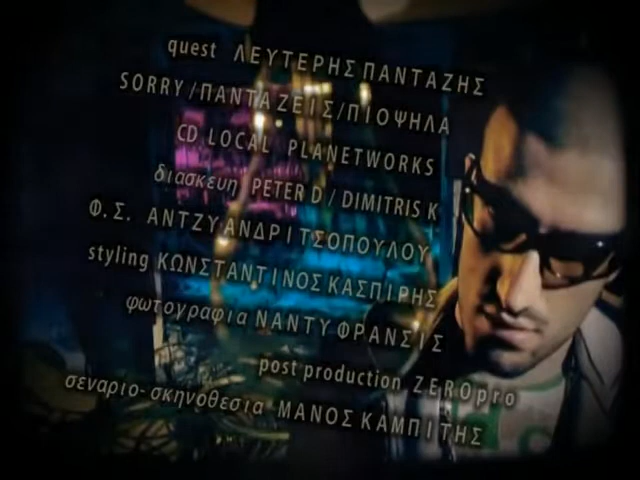 quest ΛΕΥΤΕΡΗΣ ΠΑΝΤΑΖΗΣ
SORRY/ΠΑΝΤΑΖΕΙΣ/ΠΙΟΨΗΛΑ
CD LOCAL PLANETWORKS
διασκευη PETER D / DIMITRIS K
Φ.Σ. ΑΝΤΖΥ ΑΝΔΡΙΤΣΟΠΟΥΛΟΥ
styling ΚΩΝΣΤΑΝΤΙΝΟΣ ΚΑΣΠΙΡΗΣ
φωτογραφια ΝΑΝΤΥ ΦΡΑΝΣΙΣ
post production ZEROpro
σεναριο-σκηνοθεσια ΜΑΝΟΣ ΚΑΜΠΙΤΗΣ